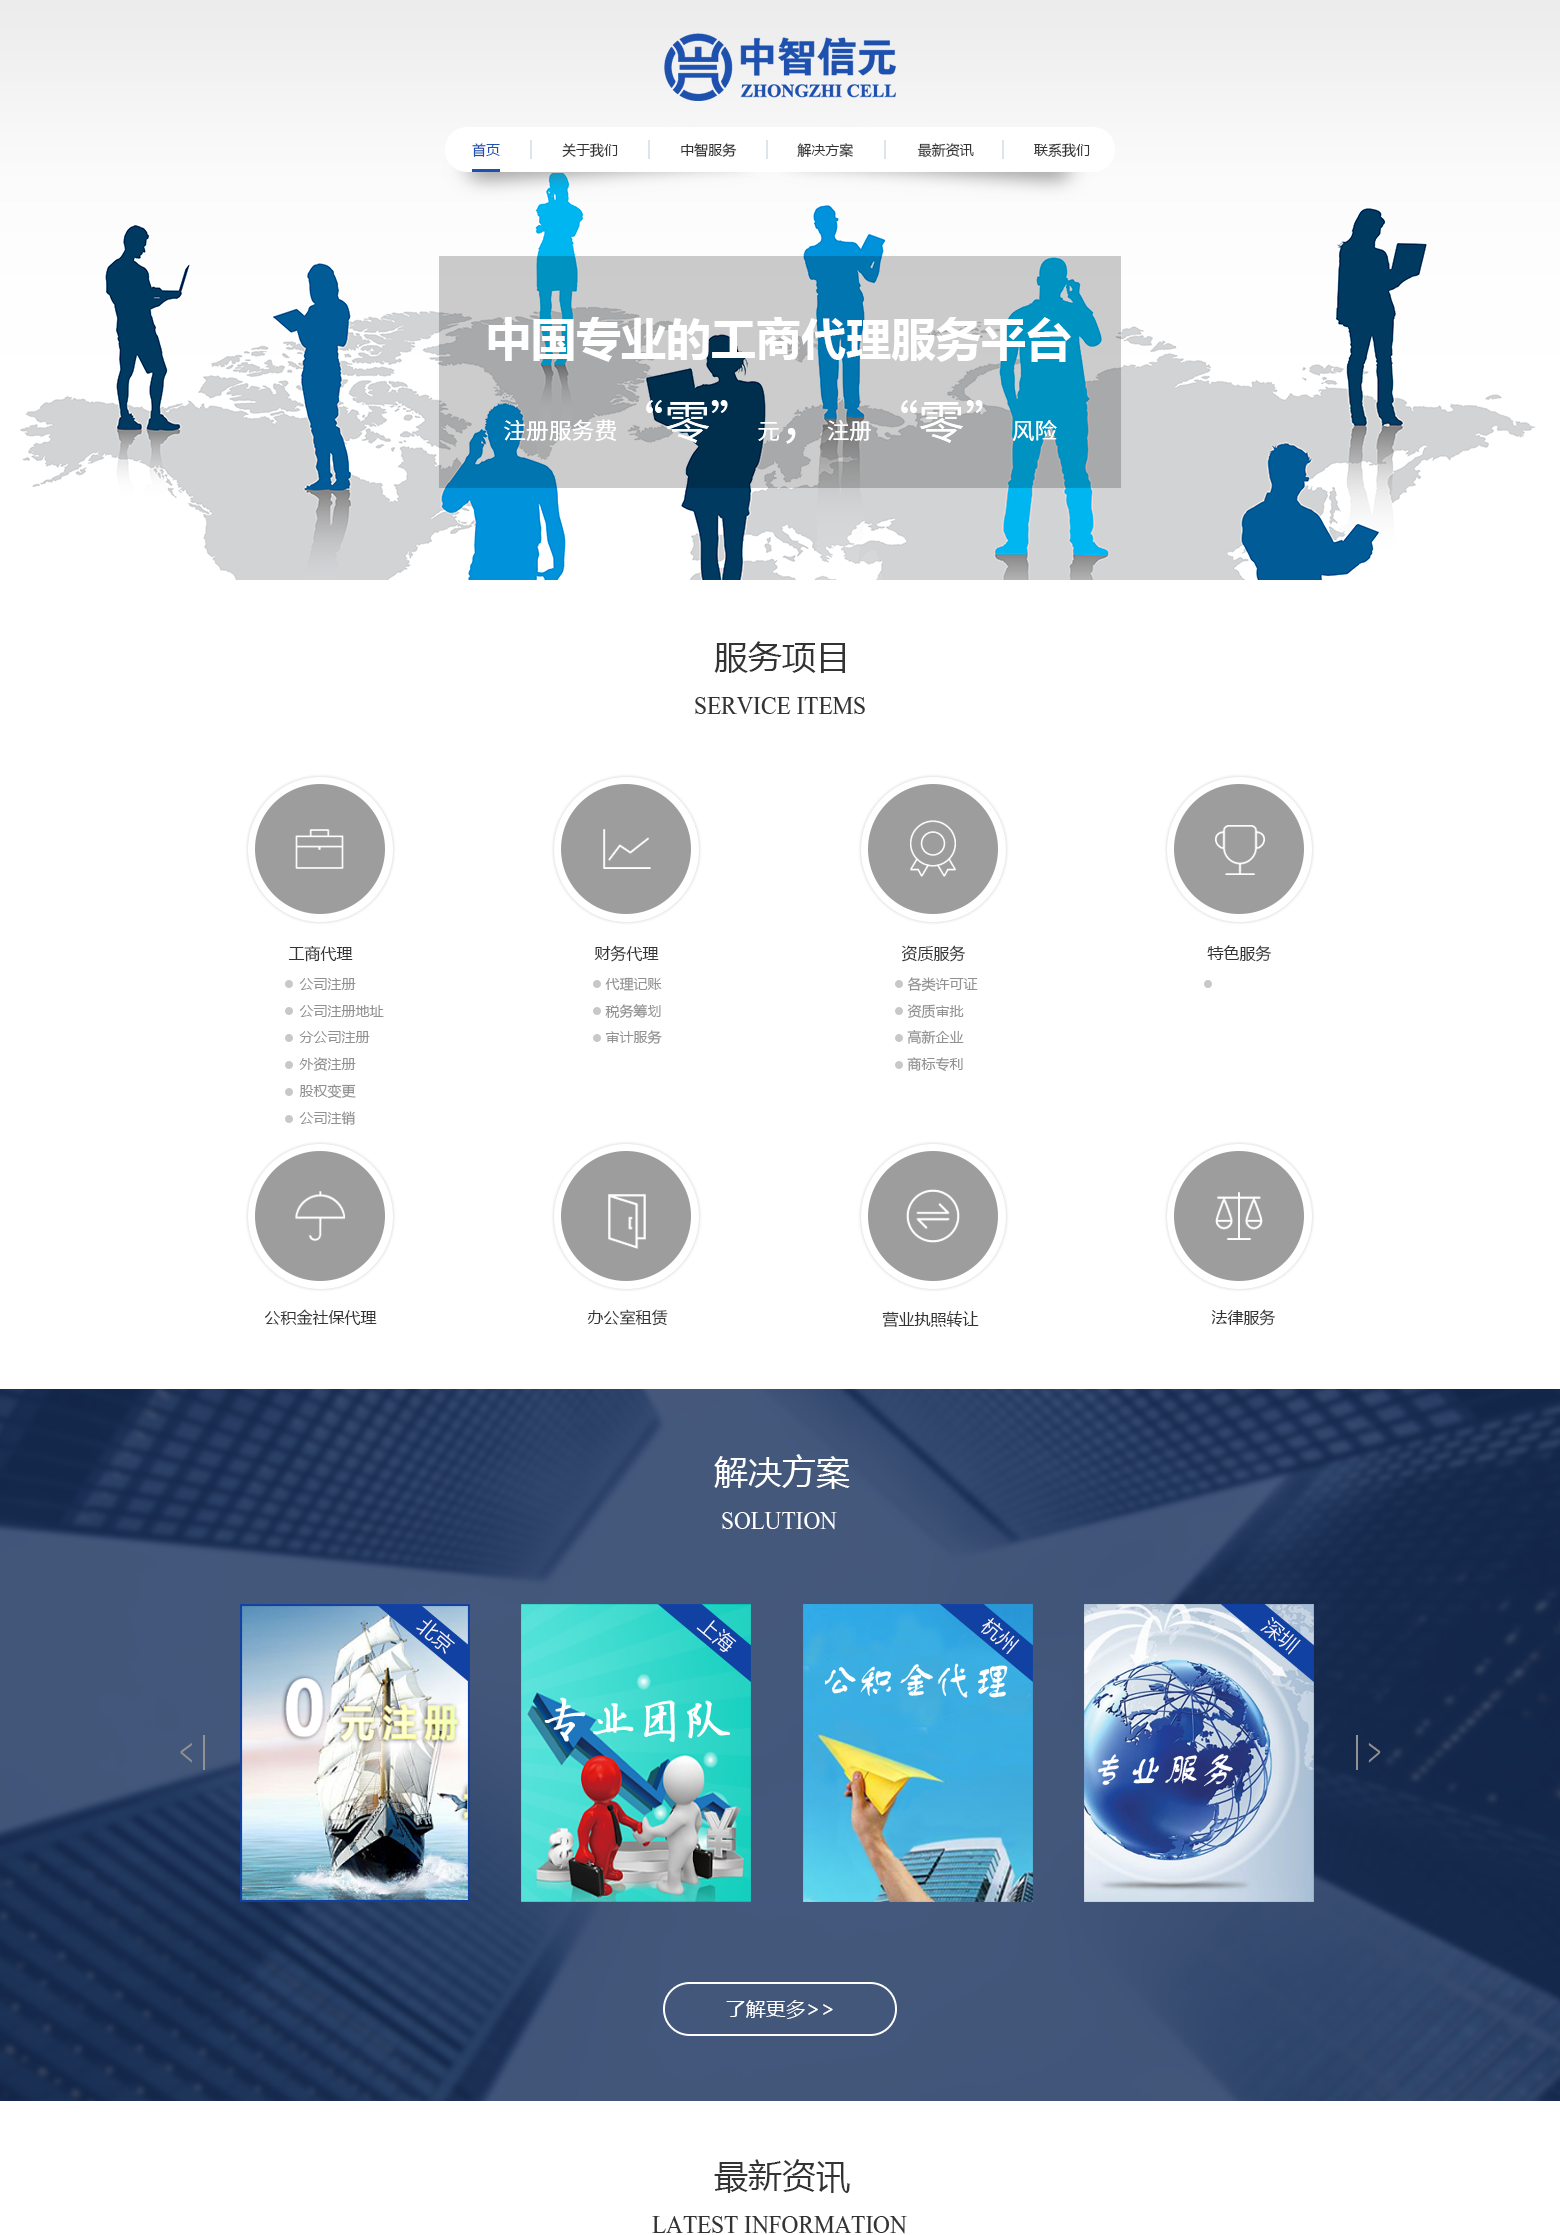 中智信元
ZHONGZHI CELL
首页 关于我们 中智服务 解决方案 最新资讯 联系我们
中国专业的工商代理服务平台
注册服务费 “零” 元， 注册 “零” 风险
服务项目
SERVICE ITEMS
工商代理
公司注册
公司注册地址
分公司注册
外资注册
股权变更
公司注销
财务代理
代理记账
税务筹划
审计服务
资质服务
各类许可证
资质审批
高新企业
商标专利
特色服务
公积金社保代理
办公室租赁
营业执照转让
法律服务
解决方案
SOLUTION
北京
0元注册
上海
专业团队
杭州
公积金代理
深圳
专业服务
<
>
了解更多>>
最新资讯
LATEST INFORMATION